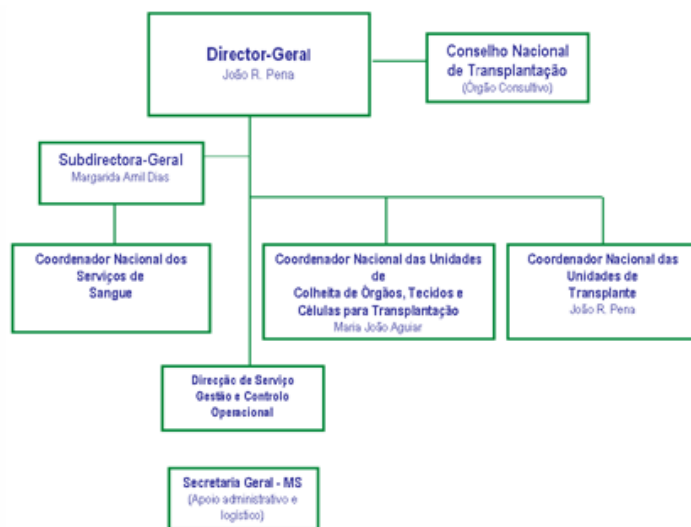 Director-Geral
João R. Pena
Conselho Nacional
de Transplantação
(Órgão Consultivo)
Subdirectora-Geral
Margarida Amil Dias
Coordenador Nacional dos
Serviços de
Sangue
Coordenador Nacional das Unidades
de
Colheita de Órgãos, Tecidos e
Células para Transplantação
Maria João Aguiar
Coordenador Nacional das
Unidades de
Transplante
João R. Pena
Direcção de Serviço
Gestão e Controlo
Operacional
Secretaria Geral - MS
(Apoio administrativo e
logístico)